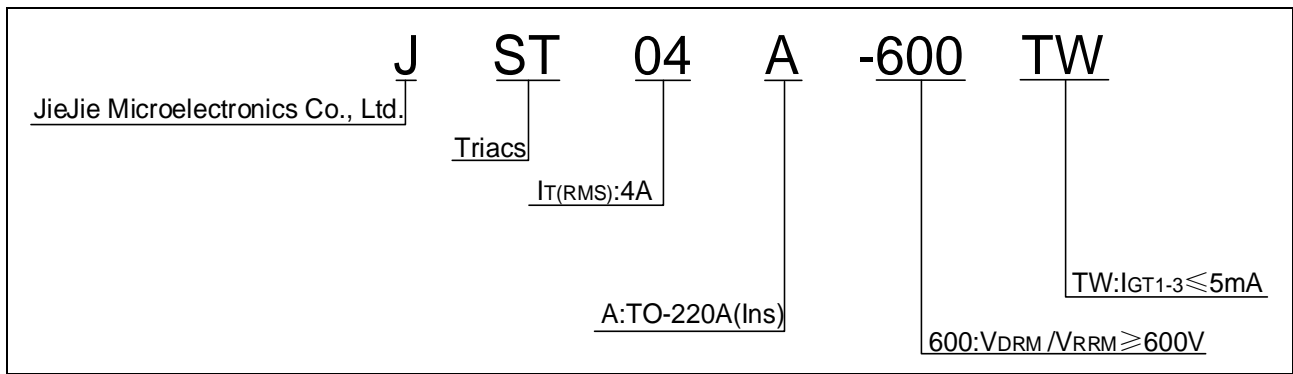 J ST 04 A -600 TW
JieJie Microelectronics Co., Ltd.
Triacs
IT(RMS):4A
TW:IGT1-3≤5mA
A:TO-220A(Ins)
600:VDRM /VRRM≥600V